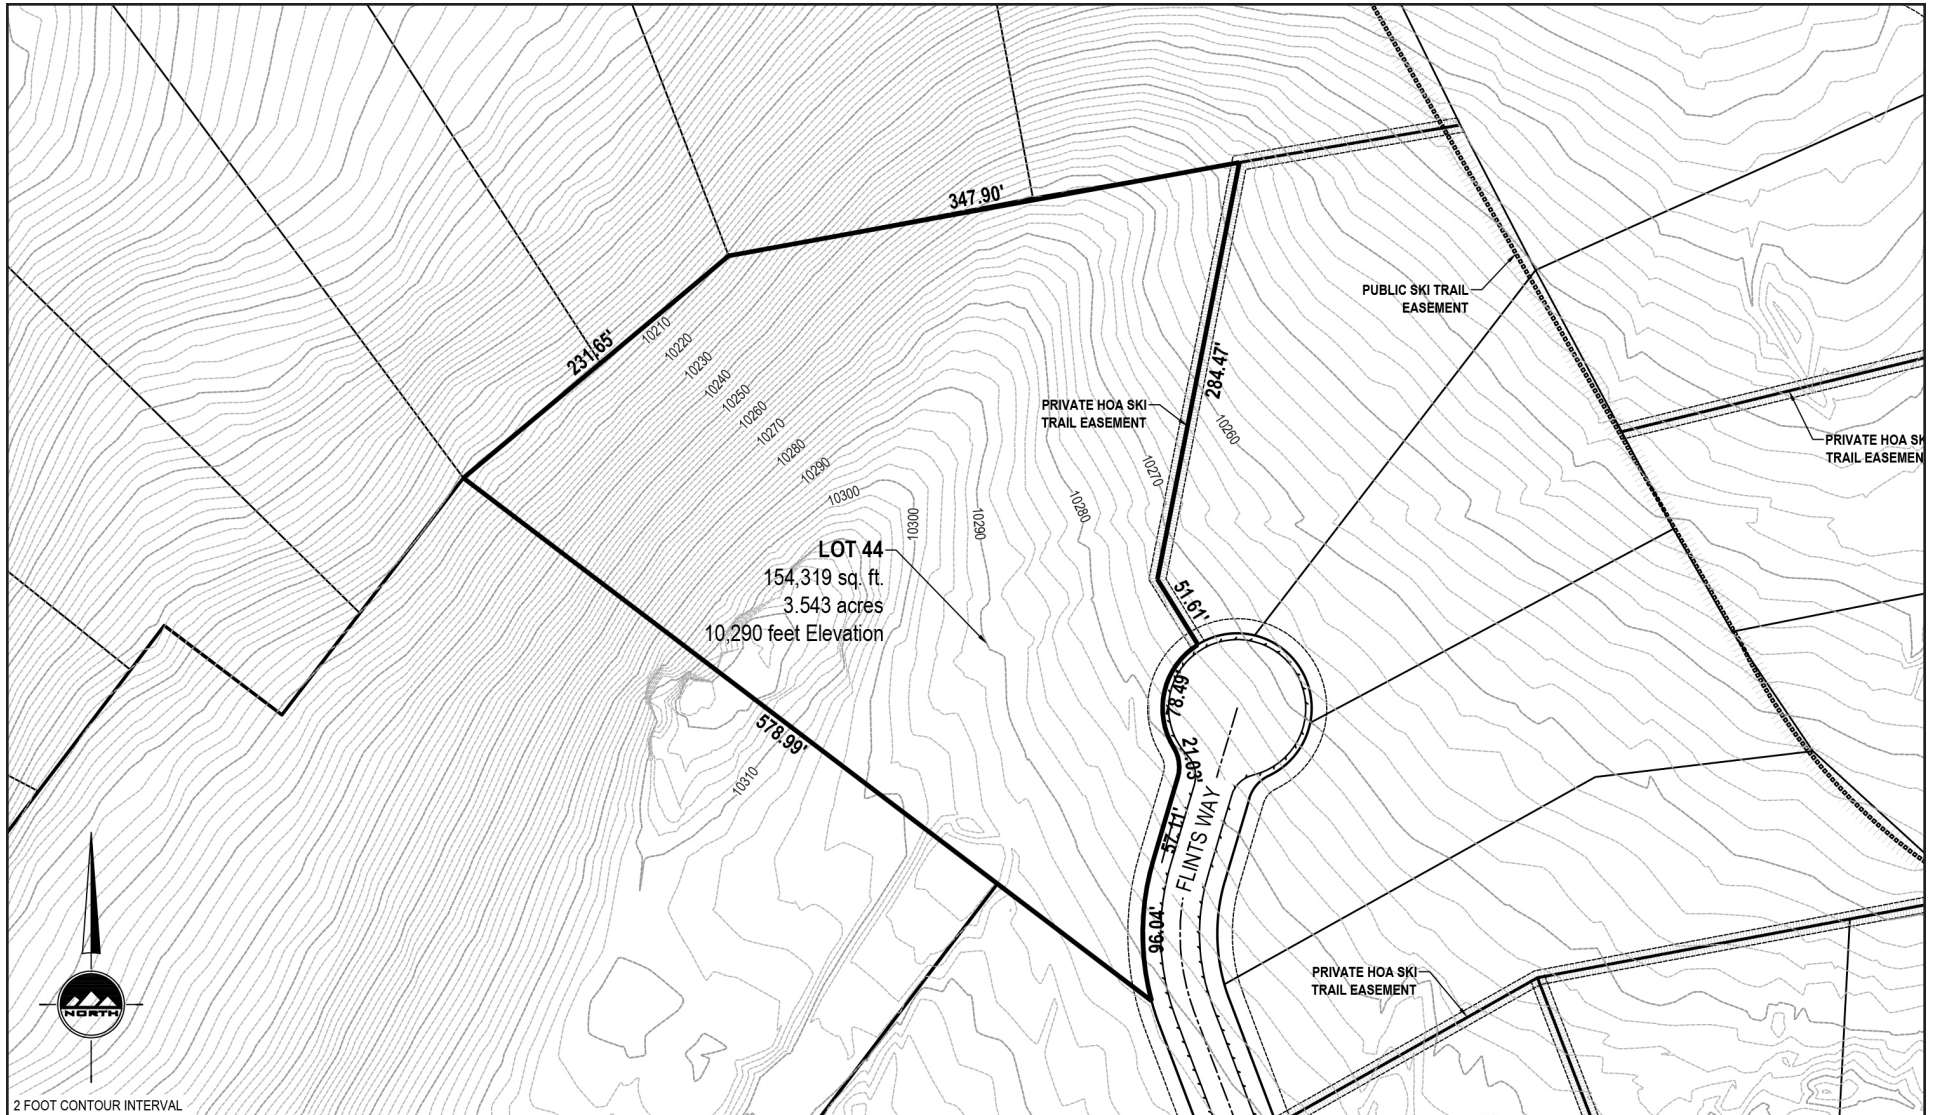 347.90'
231.65'
10210
10220
10230
10240
10250
10260
10270
10280
10290
10300
10300
10290
10280
10270
10260
284.47'
PUBLIC SKI TRAIL
EASEMENT
PRIVATE HOA SKI
TRAIL EASEMENT
PRIVATE HOA SK
TRAIL EASEMEN
LOT 44
154,319 sq. ft.
3.543 acres
10,290 feet Elevation
51.61'
78.49'
21.03'
57.11'
96.04'
FLINTS WAY
578.99'
10310
PRIVATE HOA SKI
TRAIL EASEMENT
NORTH
2 FOOT CONTOUR INTERVAL